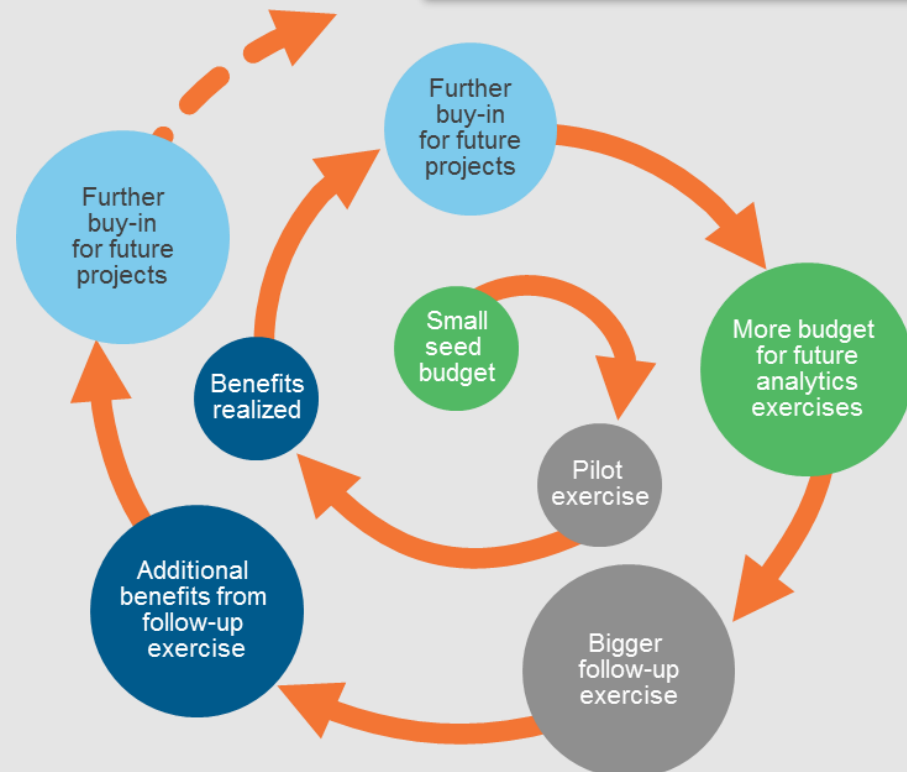 Further
buy-in
for future
projects
Further
buy-in
for future
projects
Small
seed
budget
More budget
for future
analytics
exercises
Benefits
realized
Pilot
exercise
Additional
benefits from
follow-up
exercise
Bigger
follow-up
exercise